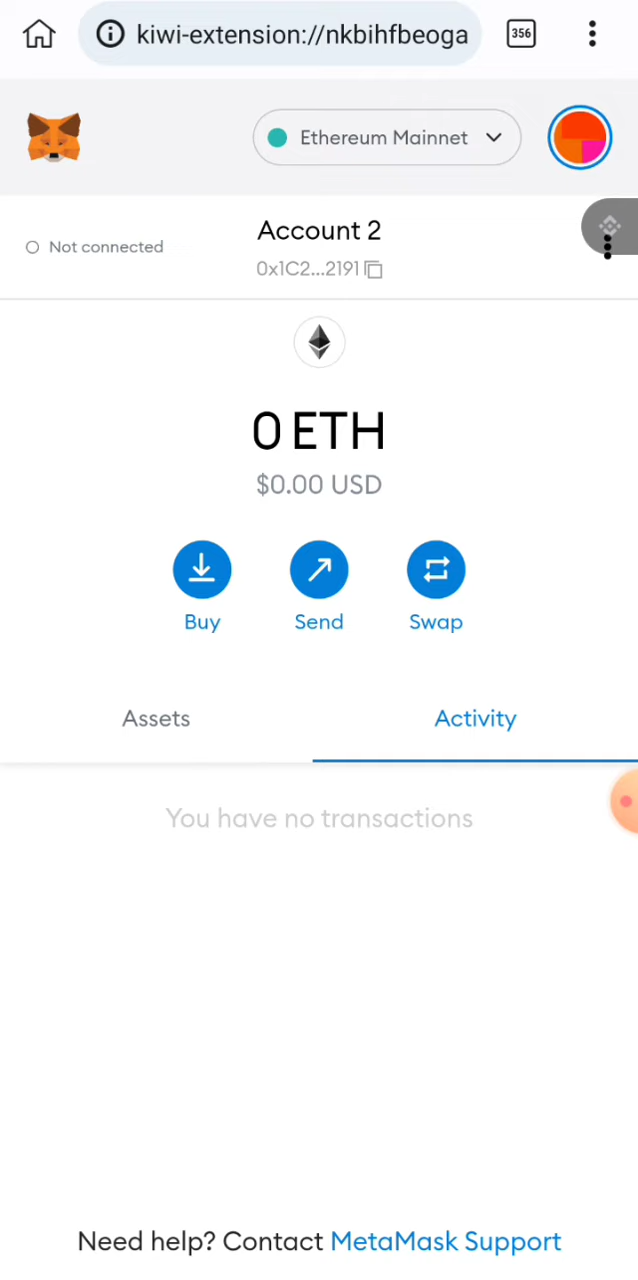 kiwi-extension://nkbihfbeoga
356
Ethereum Mainnet
Account 2
Not connected
0x1C2...2191
0 ETH
$0.00 USD
Buy
Send
Swap
Assets
Activity
You have no transactions
Need help? Contact MetaMask Support